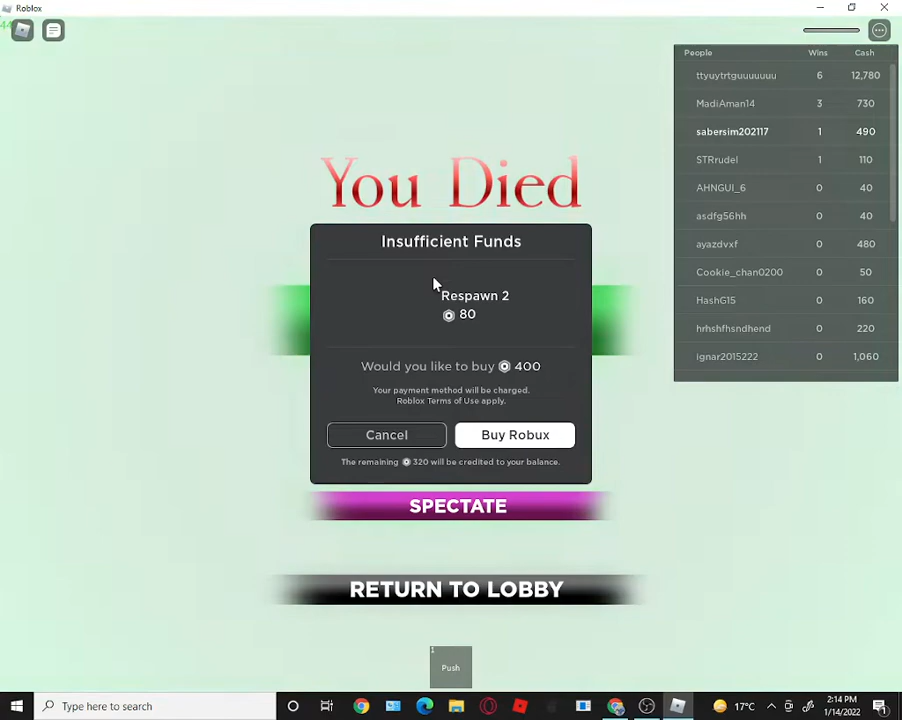 Roblox
44
People Wins Cash
ttyuytrtguuuuuuu 6 12,780
MadiAman14 3 730
sabersim202117 1 490
STRrudel 1 110
AHNGUI_6 0 40
asdfg56hh 0 40
ayazdvxf 0 480
Cookie_chan0200 0 50
HashG15 0 160
hrhshfhsndhend 0 220
ignar2015222 0 1,060
You Died
Insufficient Funds
Respawn 2
80
Would you like to buy 400
Your payment method will be charged.
Roblox Terms of Use apply.
Cancel Buy Robux
The remaining 320 will be credited to your balance.
SPECTATE
RETURN TO LOBBY
1
Push
Type here to search
17°C
2:14 PM
1/14/2022
1